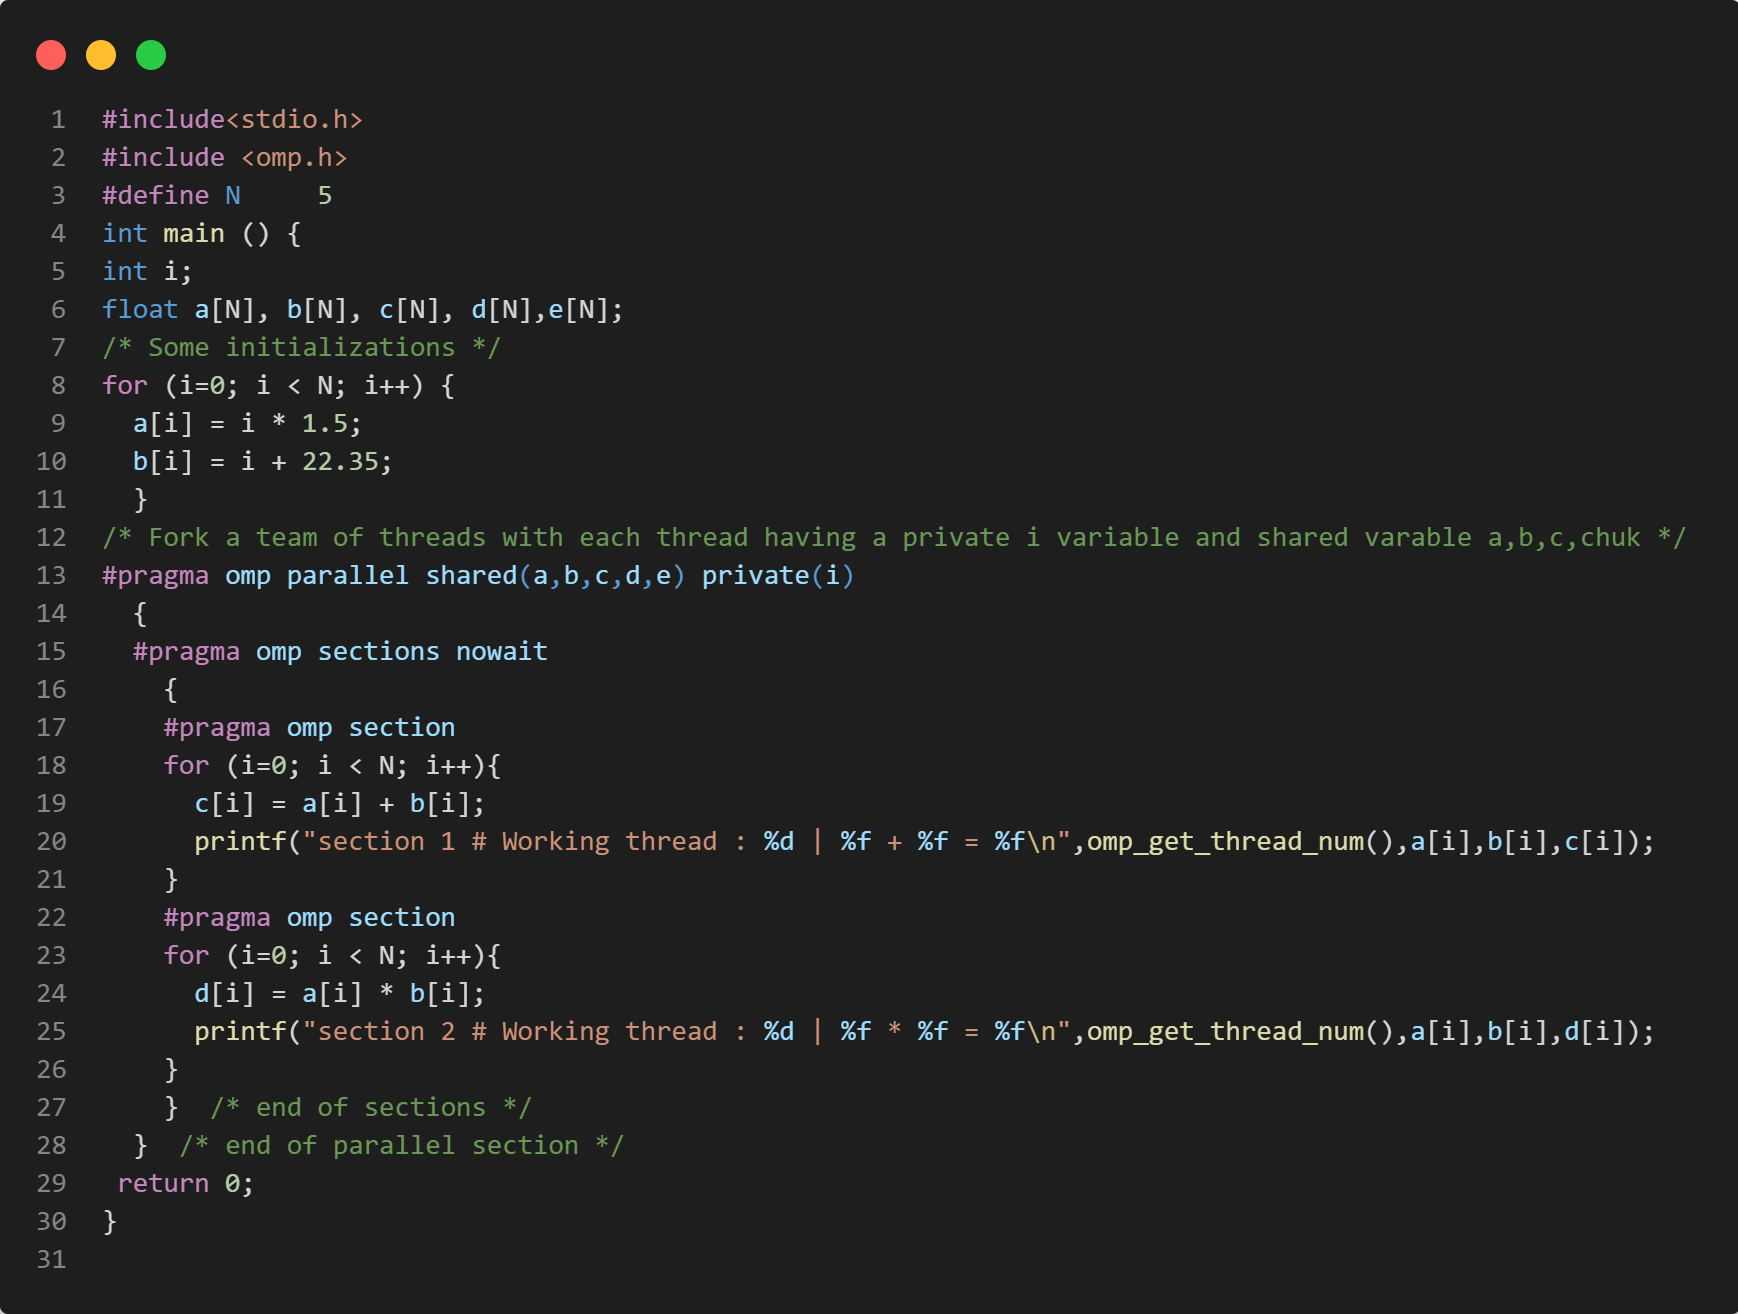 1 #include<stdio.h>
2 #include <omp.h>
3 #define N     5
4 int main () {
5 int i;
6 float a[N], b[N], c[N], d[N],e[N];
7 /* Some initializations */
8 for (i=0; i < N; i++) {
9   a[i] = i * 1.5;
10   b[i] = i + 22.35;
11   }
12 /* Fork a team of threads with each thread having a private i variable and shared varable a,b,c,chuk */
13 #pragma omp parallel shared(a,b,c,d,e) private(i)
14   {
15   #pragma omp sections nowait
16     {
17     #pragma omp section
18     for (i=0; i < N; i++){
19       c[i] = a[i] + b[i];
20       printf("section 1 # Working thread : %d | %f + %f = %f\n",omp_get_thread_num(),a[i],b[i],c[i]);
21     }
22     #pragma omp section
23     for (i=0; i < N; i++){
24       d[i] = a[i] * b[i];
25       printf("section 2 # Working thread : %d | %f * %f = %f\n",omp_get_thread_num(),a[i],b[i],d[i]);
26     }
27     }  /* end of sections */
28   }  /* end of parallel section */
29  return 0;
30 }
31